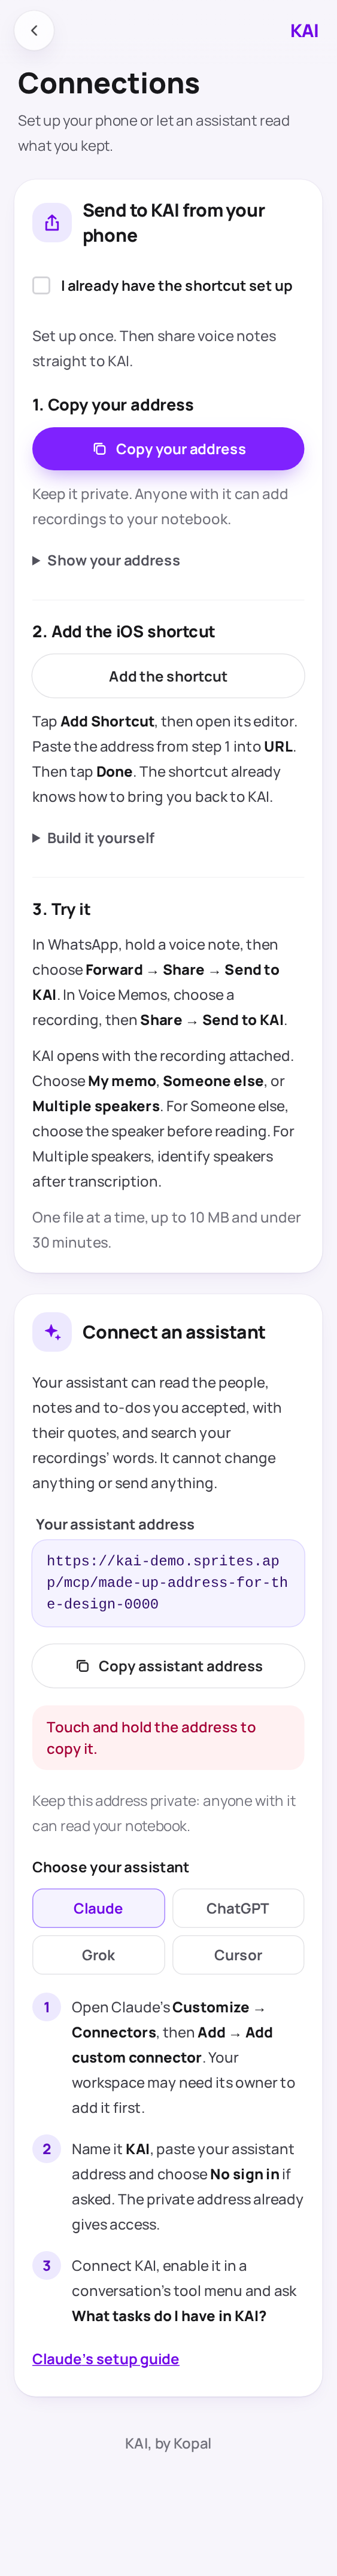 KAI
Connections
Set up your phone or let an assistant read
what you kept.
Send to KAI from your
phone
I already have the shortcut set up
Set up once. Then share voice notes
straight to KAI.
1. Copy your address
Copy your address
Keep it private. Anyone with it can add
recordings to your notebook.
▶ Show your address
2. Add the iOS shortcut
Add the shortcut
Tap Add Shortcut, then open its editor.
Paste the address from step 1 into URL.
Then tap Done. The shortcut already
knows how to bring you back to KAI.
▶ Build it yourself
3. Try it
In WhatsApp, hold a voice note, then
choose Forward → Share → Send to
KAI. In Voice Memos, choose a
recording, then Share → Send to KAI.
KAI opens with the recording attached.
Choose My memo, Someone else, or
Multiple speakers. For Someone else,
choose the speaker before reading. For
Multiple speakers, identify speakers
after transcription.
One file at a time, up to 10 MB and under
30 minutes.
Connect an assistant
Your assistant can read the people,
notes and to-dos you accepted, with
their quotes, and search your
recordings' words. It cannot change
anything or send anything.
Your assistant address
https://kai-demo.sprites.ap
p/mcp/made-up-address-for-th
e-design-0000
Copy assistant address
Touch and hold the address to
copy it.
Keep this address private: anyone with it
can read your notebook.
Choose your assistant
Claude ChatGPT
Grok Cursor
1 Open Claude's Customize →
Connectors, then Add → Add
custom connector. Your
workspace may need its owner to
add it first.
2 Name it KAI, paste your assistant
address and choose No sign in if
asked. The private address already
gives access.
3 Connect KAI, enable it in a
conversation's tool menu and ask
What tasks do I have in KAI?
Claude's setup guide
KAI, by Kopal